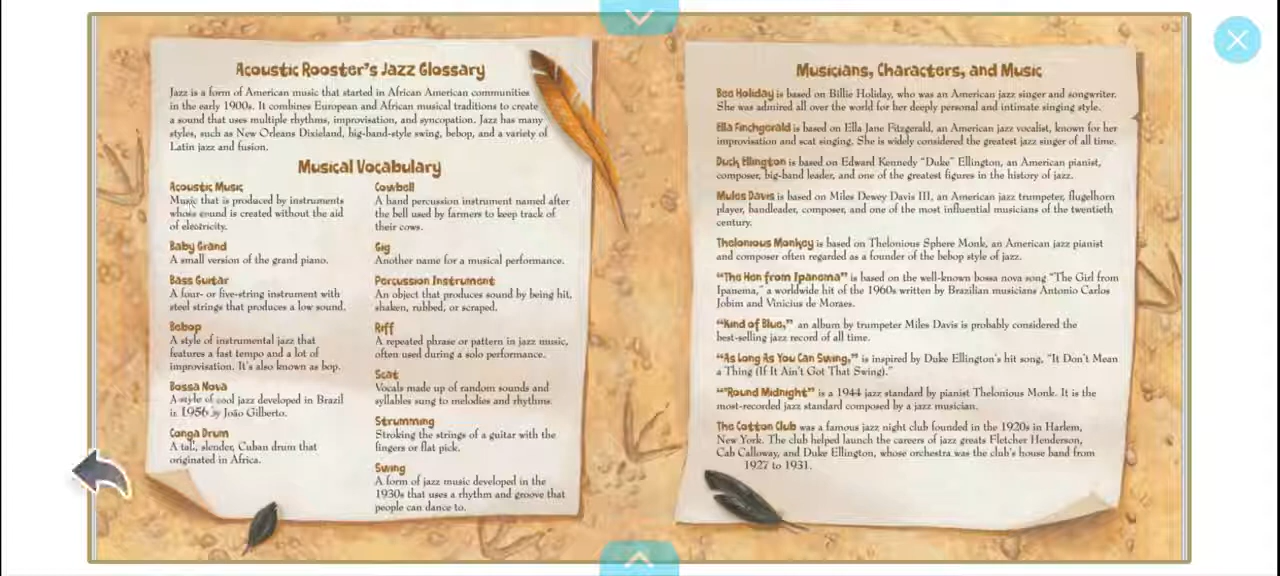 Acoustic Rooster's Jazz Glossary
Jazz is a form of American music that started in African American communities
in the early 1900s. It combines European and African musical traditions to create
a sound that uses multiple rhythms, improvisation, and syncopation. Jazz has many
styles, such as New Orleans Dixieland, big-band-style swing, bebop, and a variety of
Latin jazz and fusion.
Musical Vocabulary
Acoustic Music
Music that is produced by instruments
whose sound is created without the aid
of electricity.
Baby Grand
A small version of the grand piano.
Bass Guitar
A four- or five-string instrument with
steel strings that produces a low sound.
Bebop
A style of instrumental jazz that
features a fast tempo and a lot of
improvisation. It's also known as bop.
Bossa Nova
A style of cool jazz developed in Brazil
in 1956 by João Gilberto.
Conga Drum
A tall, slender, Cuban drum that
originated in Africa.
Cowbell
A hand percussion instrument named after
the bell used by farmers to keep track of
their cows.
Gig
Another name for a musical performance.
Percussion Instrument
An object that produces sound by being hit,
shaken, rubbed, or scraped.
Riff
A repeated phrase or pattern in jazz music,
often used during a solo performance.
Scat
Vocals made up of random sounds and
syllables sung to melodies and rhythms.
Strumming
Stroking the strings of a guitar with the
fingers or flat pick.
Swing
A form of jazz music developed in the
1930s that uses a rhythm and groove that
people can dance to.
Musicians, Characters, and Music
Bee Holiday is based on Billie Holiday, who was an American jazz singer and songwriter.
She was admired all over the world for her deeply personal and intimate singing style.
Ella Finchgerald is based on Ella Jane Fitzgerald, an American jazz vocalist, known for her
improvisation and scat singing. She is widely considered the greatest jazz singer of all time.
Duck Ellington is based on Edward Kennedy "Duke" Ellington, an American pianist,
composer, big-band leader, and one of the greatest figures in the history of jazz.
Mules Davis is based on Miles Dewey Davis III, an American jazz trumpeter, flugelhorn
player, bandleader, composer, and one of the most influential musicians of the twentieth
century.
Thelonious Monkey is based on Thelonious Sphere Monk, an American jazz pianist
and composer often regarded as a founder of the bebop style of jazz.
"The Hen from Ipanema" is based on the well-known bossa nova song "The Girl from
Ipanema," a worldwide hit of the 1960s written by Brazilian musicians Antonio Carlos
Jobim and Vinicius de Moraes.
"Kind of Blue," an album by trumpeter Miles Davis is probably considered the
best-selling jazz record of all time.
"As Long As You Can Swing," is inspired by Duke Ellington's hit song, "It Don't Mean
a Thing (If It Ain't Got That Swing)."
"'Round Midnight" is a 1944 jazz standard by pianist Thelonious Monk. It is the
most-recorded jazz standard composed by a jazz musician.
The Cotton Club was a famous jazz night club founded in the 1920s in Harlem,
New York. The club helped launch the careers of jazz greats Fletcher Henderson,
Cab Calloway, and Duke Ellington, whose orchestra was the club's house band from
1927 to 1931.